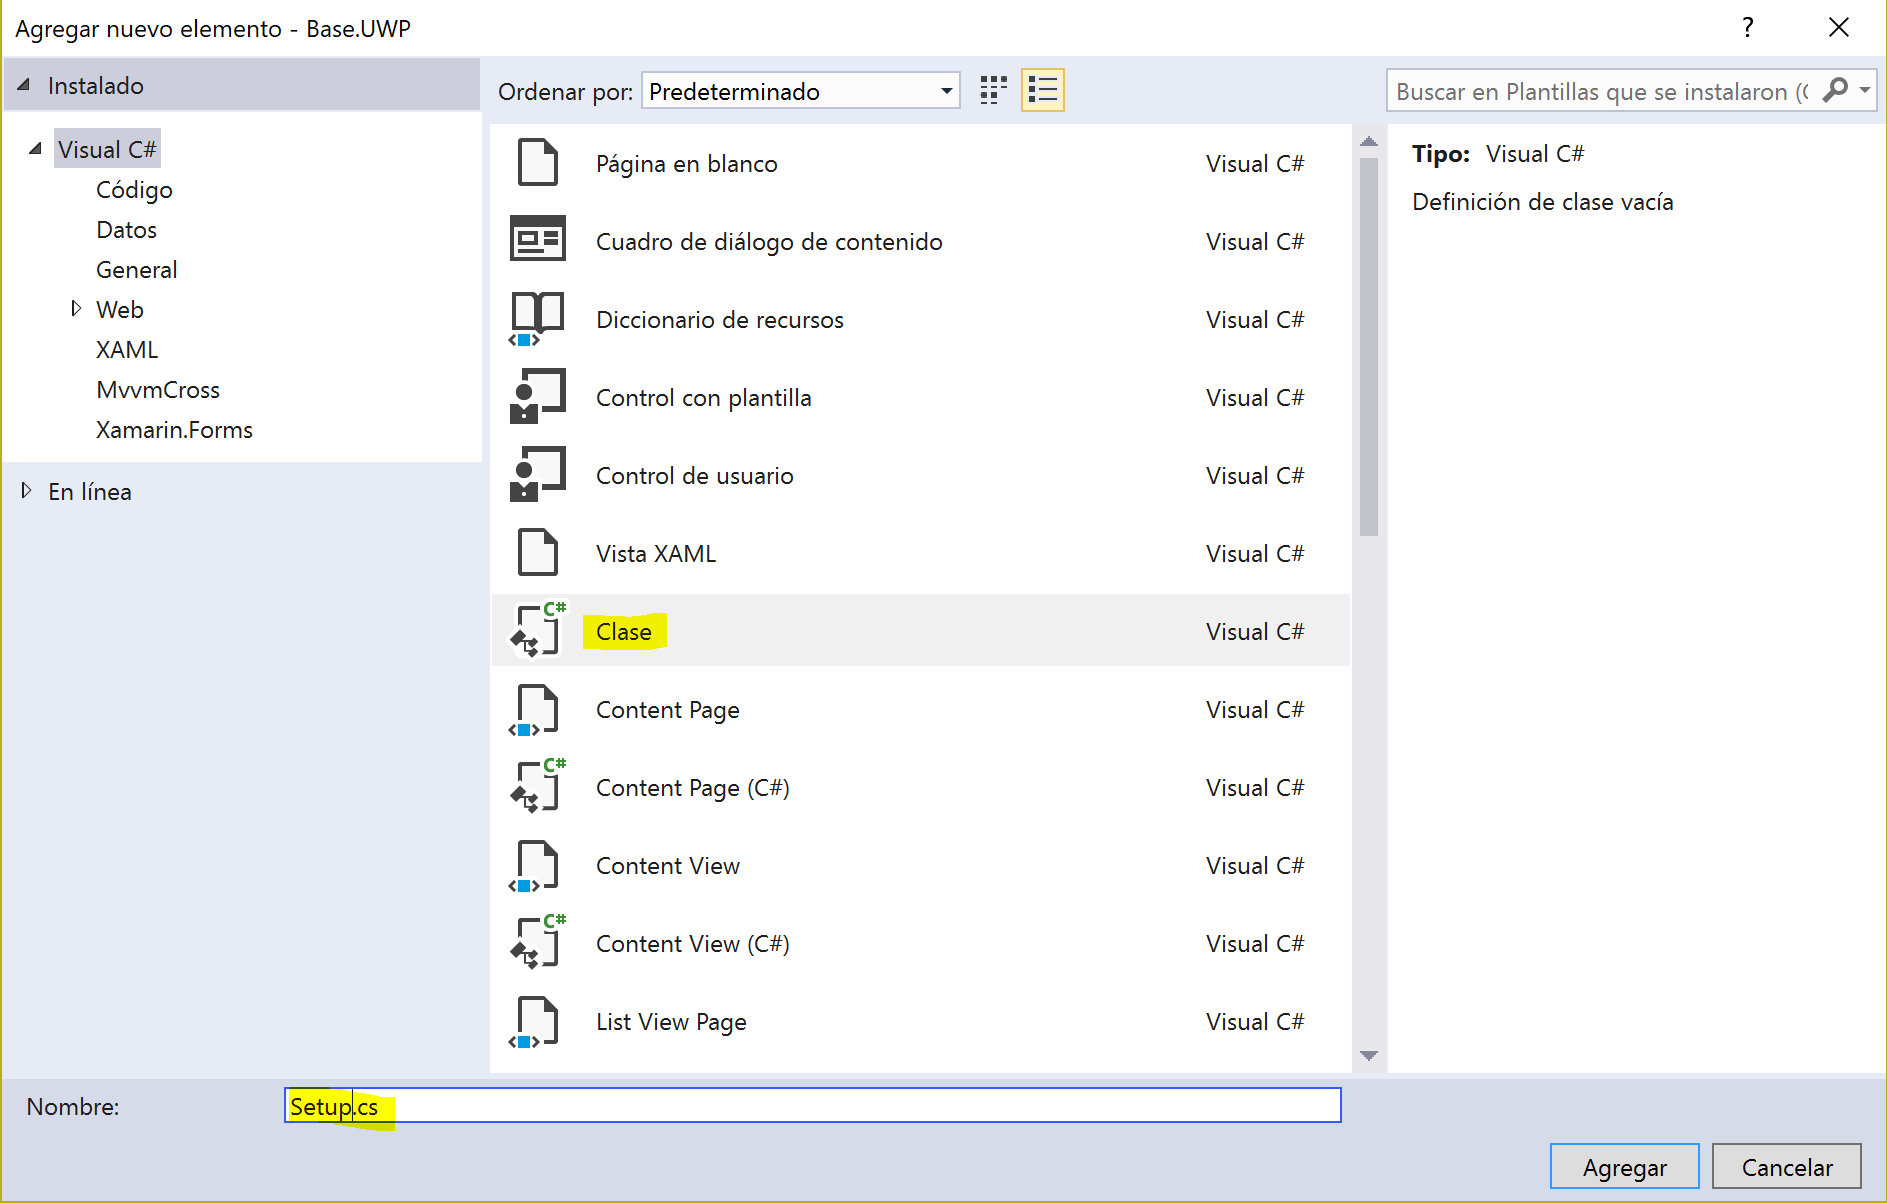 Agregar nuevo elemento - Base.UWP
?
Instalado
Visual C#
Código
Datos
General
Web
XAML
MvvmCross
Xamarin.Forms
En línea
Ordenar por: Predeterminado
Buscar en Plantillas que se instalaron (
Página en blanco Visual C#
Cuadro de diálogo de contenido Visual C#
Diccionario de recursos Visual C#
Control con plantilla Visual C#
Control de usuario Visual C#
Vista XAML Visual C#
C# Clase Visual C#
Content Page Visual C#
C# Content Page (C#) Visual C#
Content View Visual C#
C# Content View (C#) Visual C#
List View Page Visual C#
Tipo: Visual C#
Definición de clase vacía
Nombre: Setup.cs
Agregar Cancelar